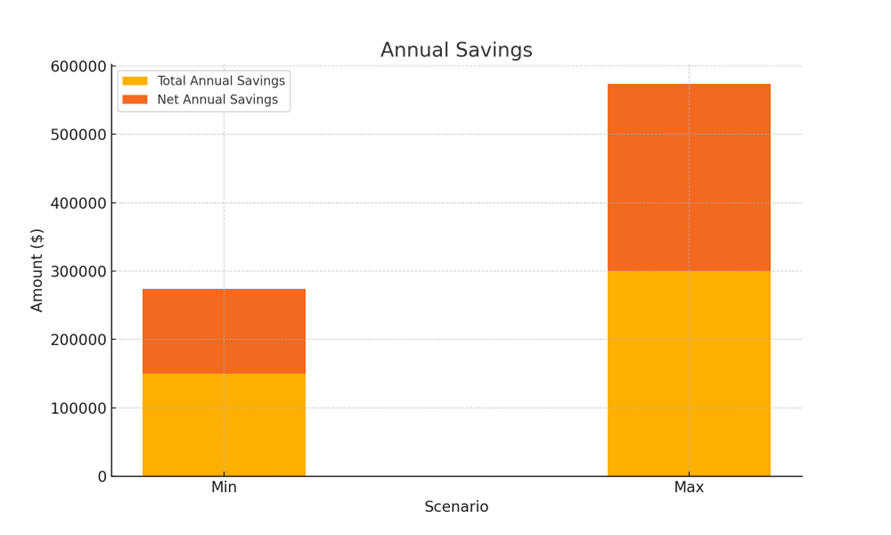 Annual Savings
Total Annual Savings
Net Annual Savings
600000
500000
400000
300000
200000
100000
0
Amount ($)
Min
Max
Scenario